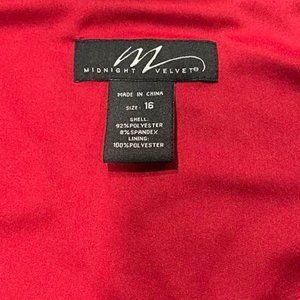 m
MIDNIGHT VELVET®
MADE IN CHINA
SIZE: 16
SHELL:
92%POLYESTER
8%SPANDEX
LINING:
100%POLYESTER